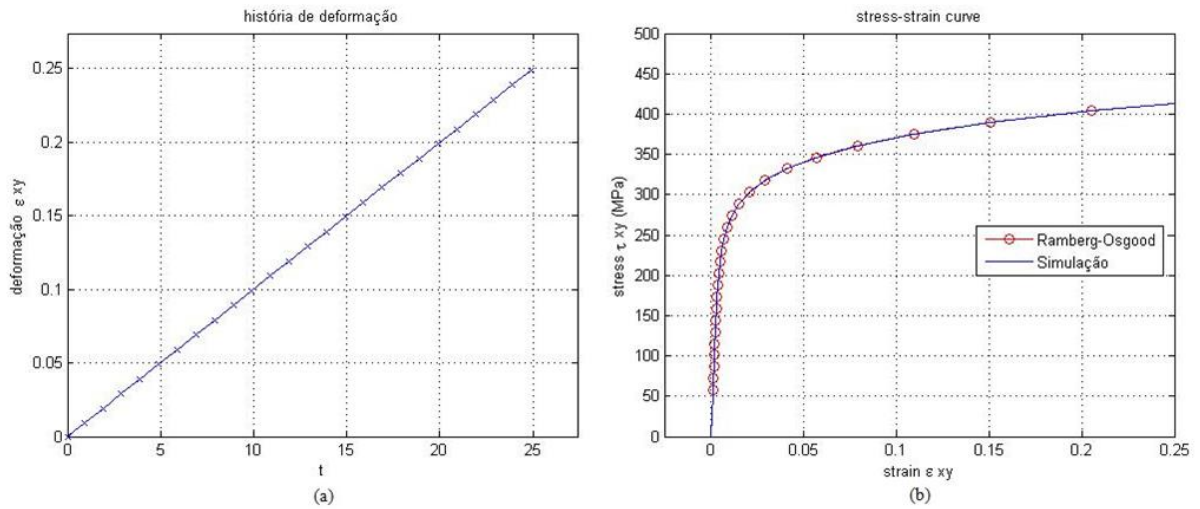 história de deformação
0.25
0.2
0.15
0.1
0.05
0
deformação ε xy
0 5 10 15 20 25
t
(a)
stress-strain curve
500
450
400
350
300
250
200
150
100
50
0
stress τ xy (MPa)
Ramberg-Osgood
Simulação
0 0.05 0.1 0.15 0.2 0.25
strain ε xy
(b)